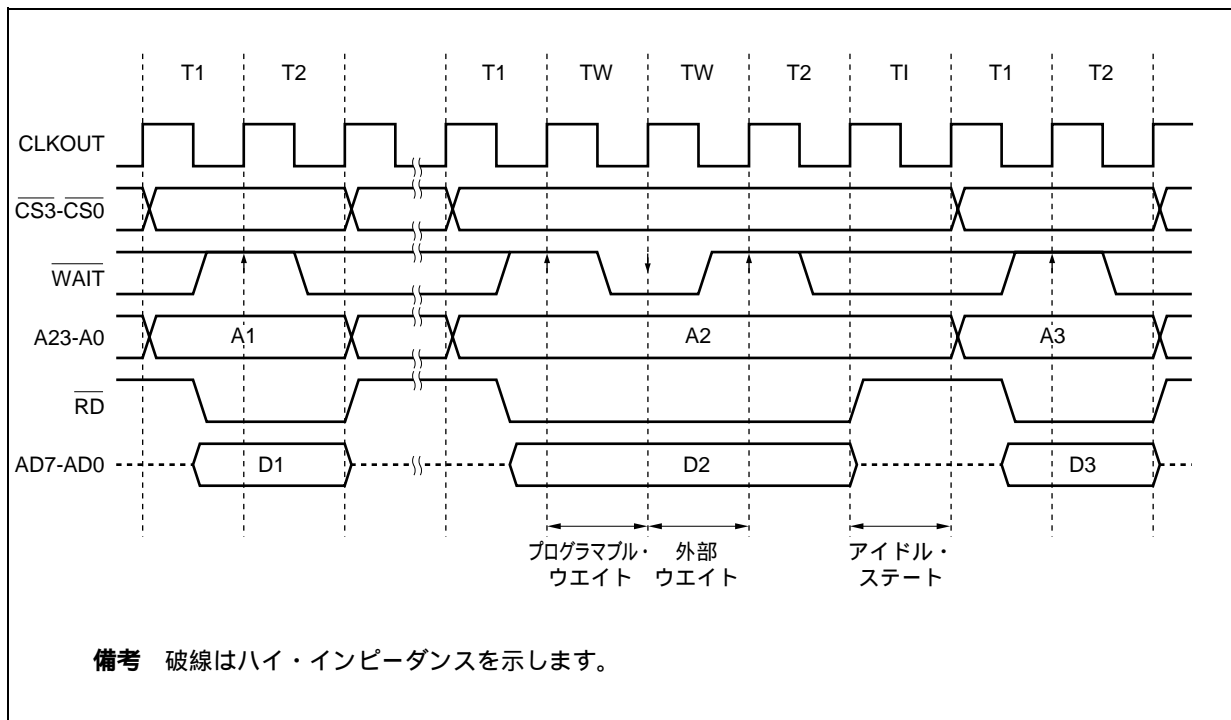 T1 T2 T1 TW TW T2 TI T1 T2
CLKOUT
CS3-CS0
WAIT
A23-A0 A1 A2 A3
RD
AD7-AD0 D1 D2 D3
プログラマブル・ 外部 アイドル・
ウエイト ウエイト ステート
備考 破線はハイ・インピーダンスを示します。